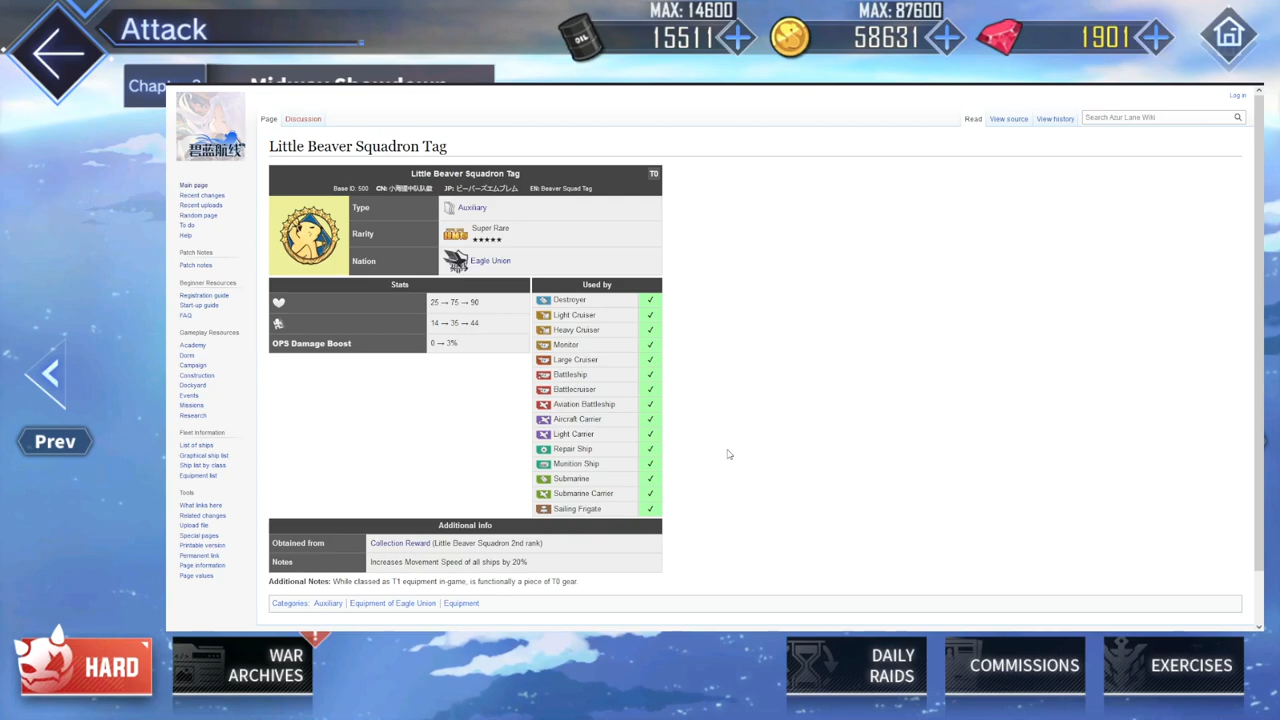 Attack
MAX: 14600
15511
MAX: 87600
58631
1901
Log in
碧蓝航线
Page
Discussion
Read
View source
View history
Search Azur Lane Wiki
Little Beaver Squadron Tag
Main page
Recent changes
Recent uploads
Random page
To do
Help
Patch Notes
Patch notes
Beginner Resources
Registration guide
Start-up guide
FAQ
Gameplay Resources
Academy
Dorm
Campaign
Construction
Dockyard
Events
Missions
Research
Fleet Information
List of ships
Graphical ship list
Ship list by class
Equipment list
Tools
What links here
Related changes
Upload file
Special pages
Printable version
Permanent link
Page information
Page values
Little Beaver Squadron Tag
T0
Base ID: 500 CN: 小海狸中队队徽 JP: ビーバーズエムブレム EN: Beaver Squad Tag
Type
Auxiliary
Rarity
Super Rare
★★★★★
Nation
Eagle Union
Stats
25 → 75 → 90
14 → 35 → 44
OPS Damage Boost
0 → 3%
Used by
Destroyer ✓
Light Cruiser ✓
Heavy Cruiser ✓
Monitor ✓
Large Cruiser ✓
Battleship ✓
Battlecruiser ✓
Aviation Battleship ✓
Aircraft Carrier ✓
Light Carrier ✓
Repair Ship ✓
Munition Ship ✓
Submarine ✓
Submarine Carrier ✓
Sailing Frigate ✓
Additional Info
Obtained from
Collection Reward (Little Beaver Squadron 2nd rank)
Notes
Increases Movement Speed of all ships by 20%
Additional Notes: While classed as T1 equipment in-game, is functionally a piece of T0 gear.
Categories: Auxiliary | Equipment of Eagle Union | Equipment
Prev
HARD
WAR
ARCHIVES
DAILY
RAIDS
COMMISSIONS
EXERCISES